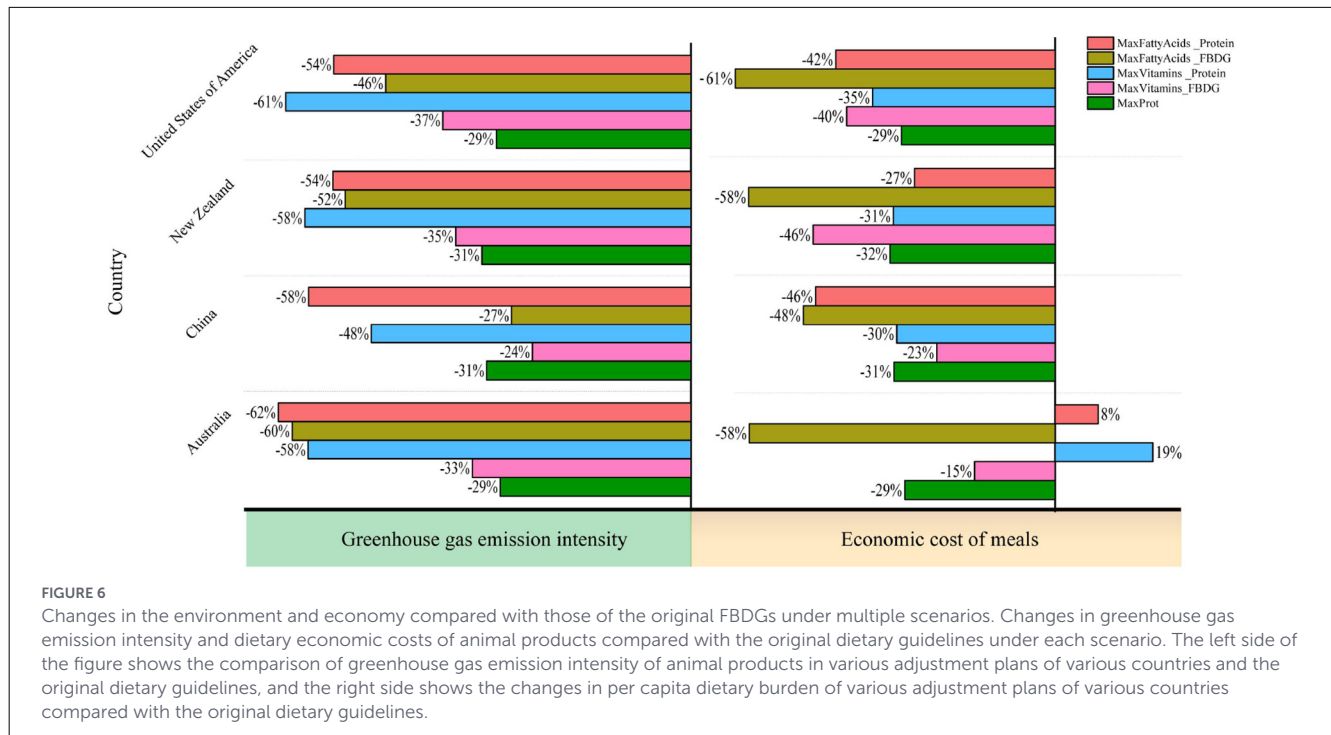 United States of America
-54%
-46%
-61%
-37%
-29%
-42%
-61%
-35%
-40%
-29%
MaxFattyAcids _Protein
MaxFattyAcids _FBDG
MaxVitamins _Protein
MaxVitamins_FBDG
MaxProt
New Zealand
-54%
-52%
-58%
-35%
-31%
-27%
-58%
-31%
-46%
-32%
Country
China
-58%
-27%
-48%
-24%
-31%
-46%
-48%
-30%
-23%
-31%
Australia
-62%
-60%
-58%
-33%
-29%
8%
-58%
19%
-15%
-29%
Greenhouse gas emission intensity
Economic cost of meals
FIGURE 6
Changes in the environment and economy compared with those of the original FBDGs under multiple scenarios. Changes in greenhouse gas
emission intensity and dietary economic costs of animal products compared with the original dietary guidelines under each scenario. The left side of
the figure shows the comparison of greenhouse gas emission intensity of animal products in various adjustment plans of various countries and the
original dietary guidelines, and the right side shows the changes in per capita dietary burden of various adjustment plans of various countries
compared with the original dietary guidelines.